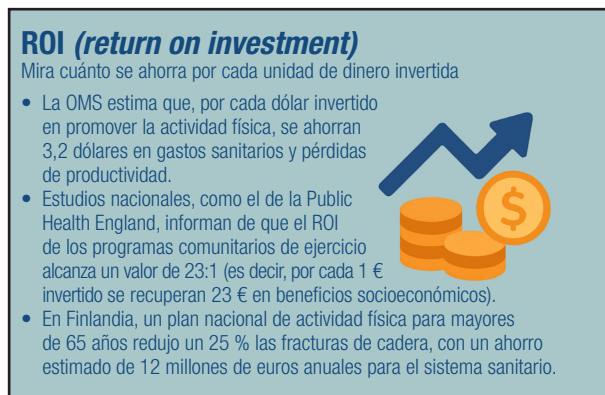 ROI (return on investment)
Mira cuánto se ahorra por cada unidad de dinero invertida
• La OMS estima que, por cada dólar invertido
en promover la actividad física, se ahorran
3,2 dólares en gastos sanitarios y pérdidas
de productividad.
• Estudios nacionales, como el de la Public
Health England, informan de que el ROI
de los programas comunitarios de ejercicio
alcanza un valor de 23:1 (es decir, por cada 1 €
invertido se recuperan 23 € en beneficios socioeconómicos).
• En Finlandia, un plan nacional de actividad física para mayores
de 65 años redujo un 25 % las fracturas de cadera, con un ahorro
estimado de 12 millones de euros anuales para el sistema sanitario.
$